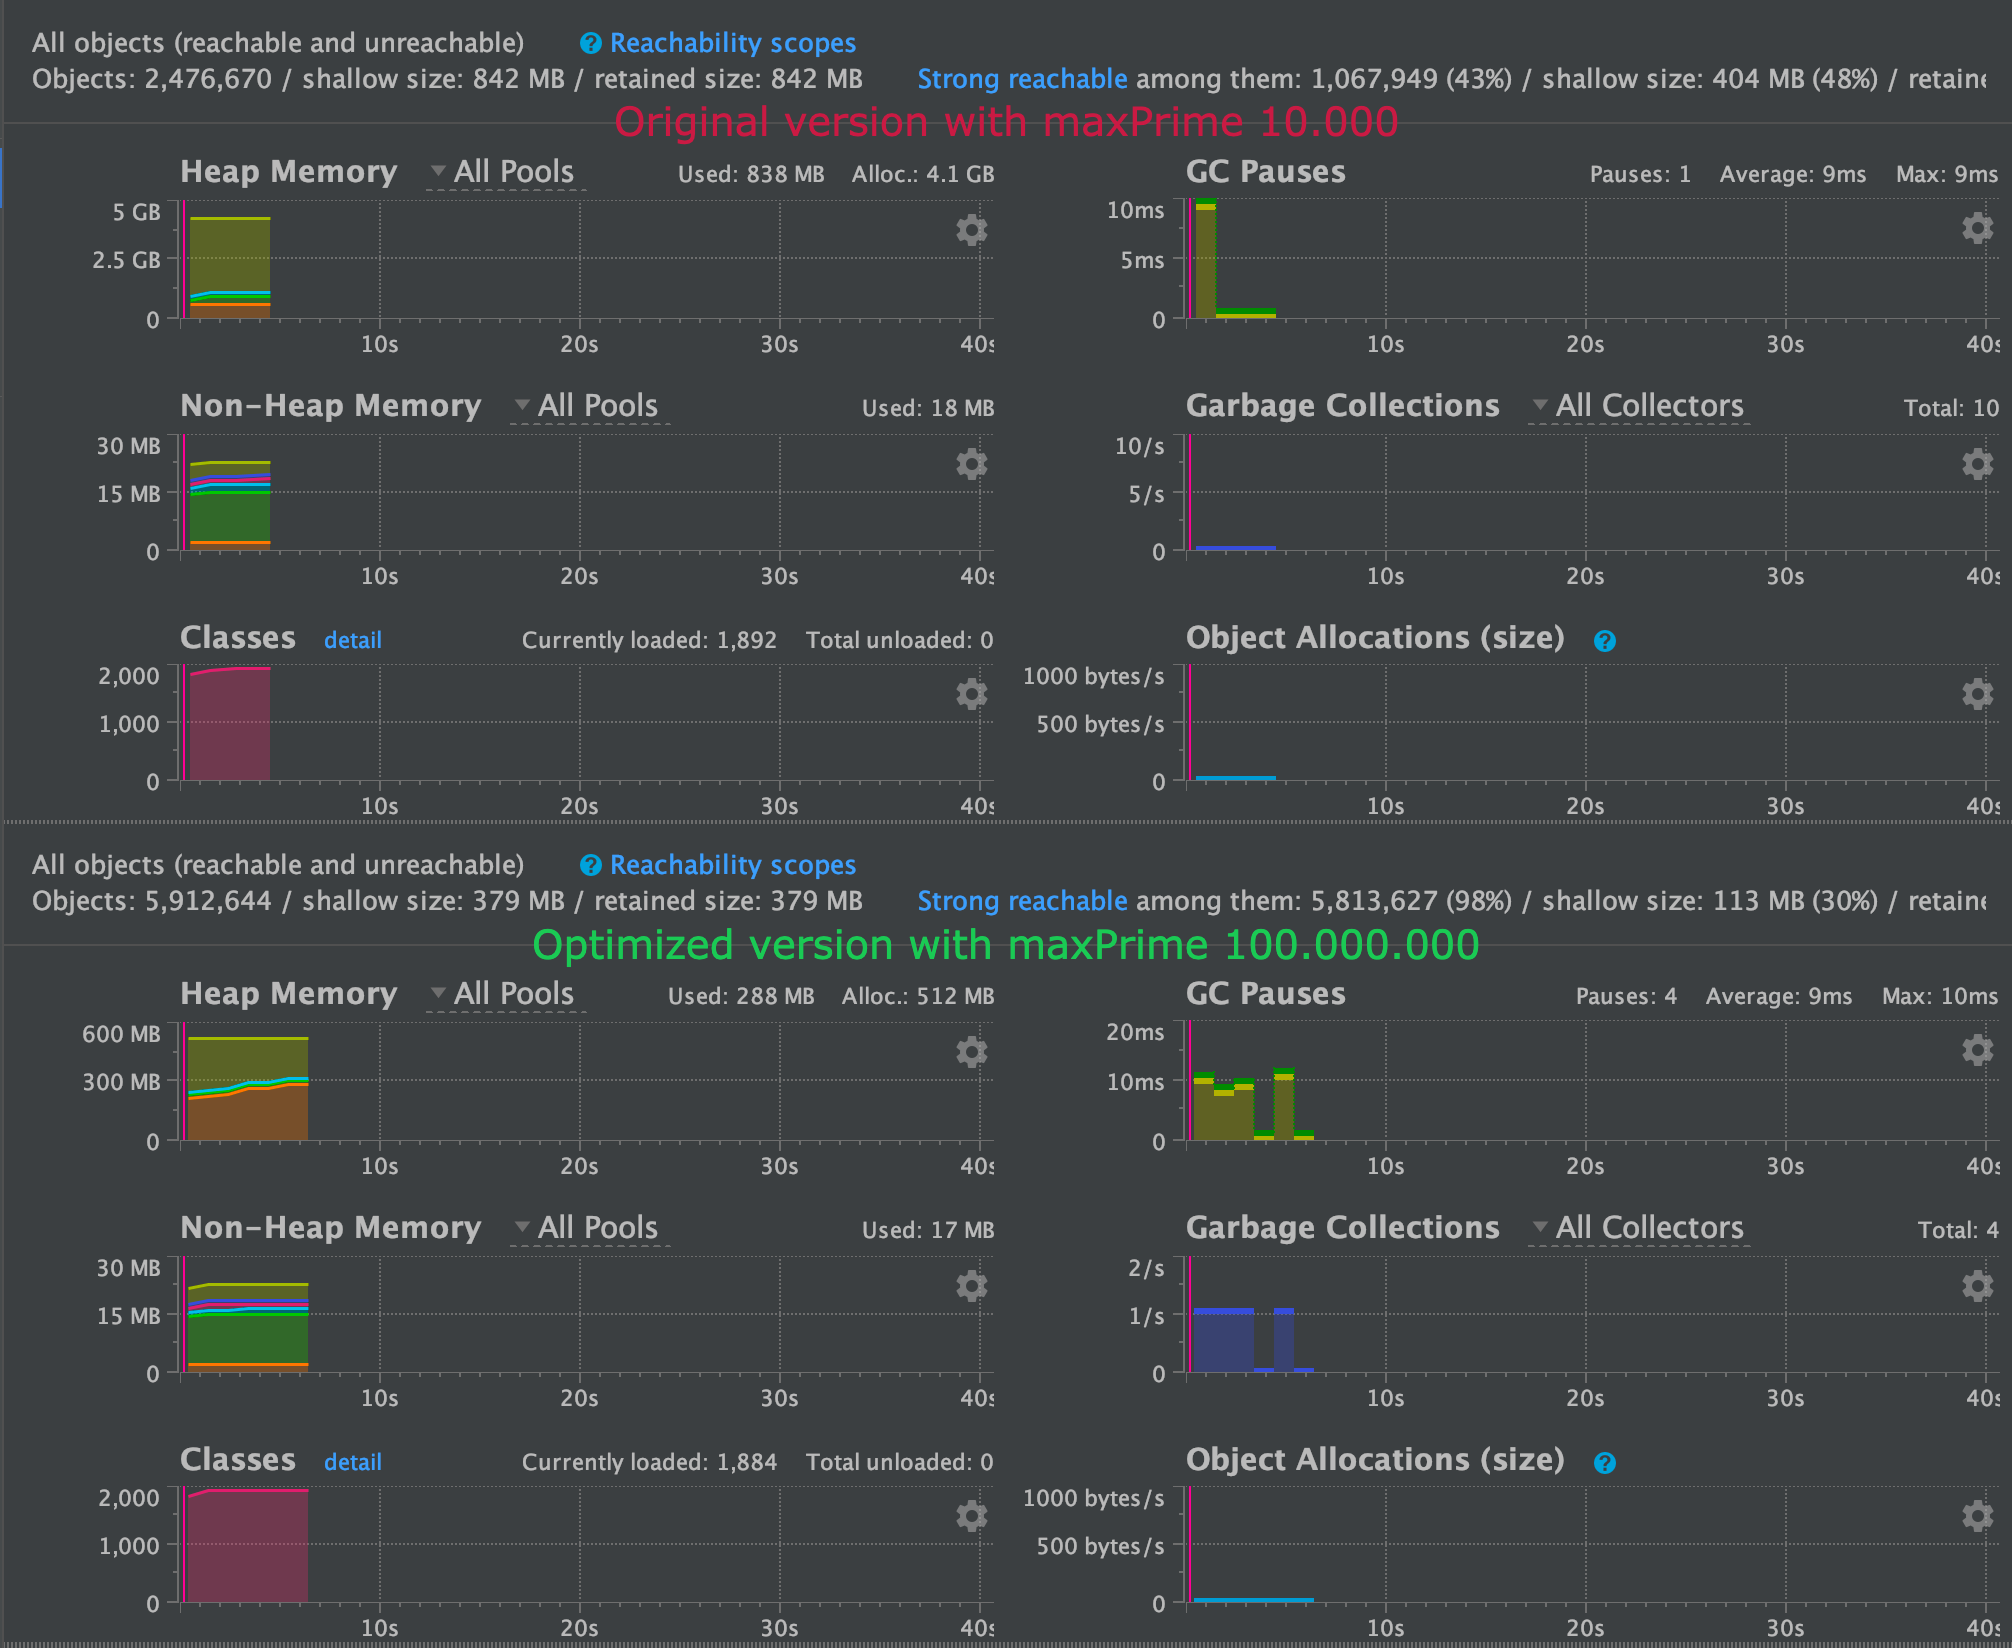 All objects (reachable and unreachable) ? Reachability scopes
Objects: 2,476,670 / shallow size: 842 MB / retained size: 842 MB Strong reachable among them: 1,067,949 (43%) / shallow size: 404 MB (48%) / retaine
Original version with maxPrime 10.000
Heap Memory All Pools Used: 838 MB Alloc.: 4.1 GB
5 GB
2.5 GB
0
10s 20s 30s 40s
GC Pauses Pauses: 1 Average: 9ms Max: 9ms
10ms
5ms
0
10s 20s 30s 40s
Non-Heap Memory All Pools Used: 18 MB
30 MB
15 MB
0
10s 20s 30s 40s
Garbage Collections All Collectors Total: 10
10/s
5/s
0
10s 20s 30s 40s
Classes detail Currently loaded: 1,892 Total unloaded: 0
2,000
1,000
0
10s 20s 30s 40s
Object Allocations (size) ?
1000 bytes/s
500 bytes/s
0
10s 20s 30s 40s
All objects (reachable and unreachable) ? Reachability scopes
Objects: 5,912,644 / shallow size: 379 MB / retained size: 379 MB Strong reachable among them: 5,813,627 (98%) / shallow size: 113 MB (30%) / retaine
Optimized version with maxPrime 100.000.000
Heap Memory All Pools Used: 288 MB Alloc.: 512 MB
600 MB
300 MB
0
10s 20s 30s 40s
GC Pauses Pauses: 4 Average: 9ms Max: 10ms
20ms
10ms
0
10s 20s 30s 40s
Non-Heap Memory All Pools Used: 17 MB
30 MB
15 MB
0
10s 20s 30s 40s
Garbage Collections All Collectors Total: 4
2/s
1/s
0
10s 20s 30s 40s
Classes detail Currently loaded: 1,884 Total unloaded: 0
2,000
1,000
0
10s 20s 30s 40s
Object Allocations (size) ?
1000 bytes/s
500 bytes/s
0
10s 20s 30s 40s